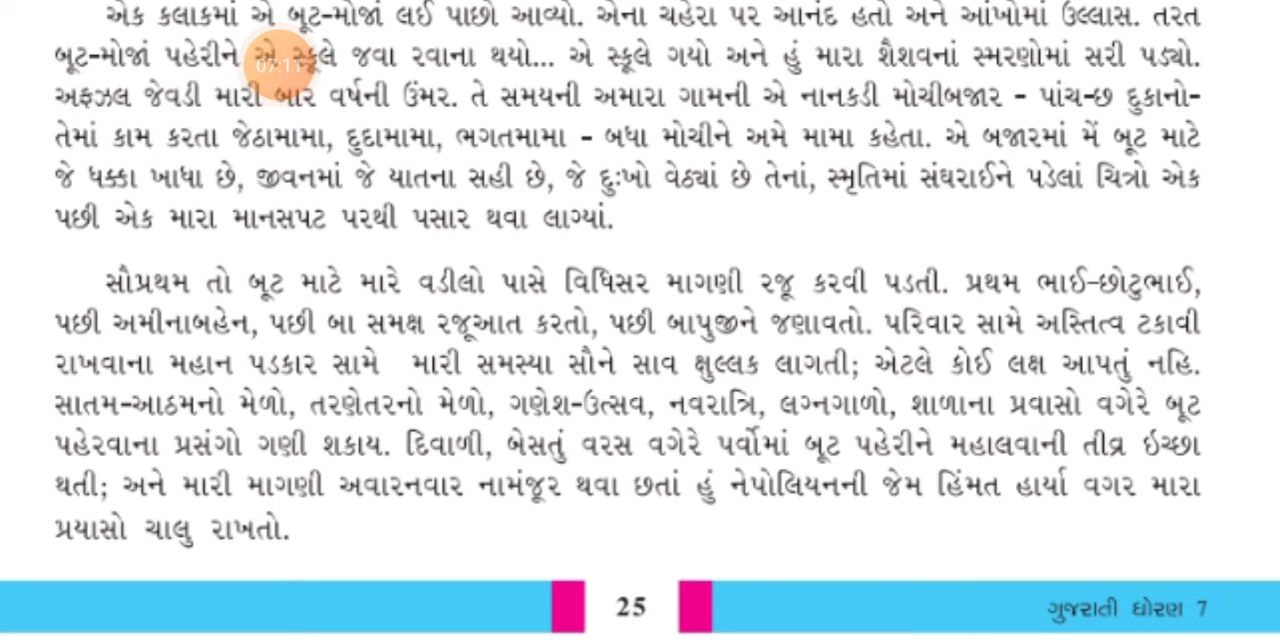 એક કલાકમાં એ બૂટ-મોજાં લઈ પાછો આવ્યો. એના ચહેરા પર આનંદ હતો અને આંખોમાં ઉલ્લાસ. તરત
બૂટ-મોજાં પહેરીને એ સ્કૂલે જવા રવાના થયો... એ સ્કૂલે ગયો અને હું મારા શૈશવનાં સ્મરણોમાં સરી પડ્યો.
07:11
અફઝલ જેવડી મારી બાર વર્ષની ઉંમર. તે સમયની અમારા ગામની એ નાનકડી મોચીબજાર - પાંચ-છ દુકાનો-
તેમાં કામ કરતા જેઠામામા, દુદામામા, ભગતમામા - બધા મોચીને અમે મામા કહેતા. એ બજારમાં મેં બૂટ માટે
જે ધક્કા ખાધા છે, જીવનમાં જે યાતના સહી છે, જે દુઃખો વેઠ્યાં છે તેનાં, સ્મૃતિમાં સંઘરાઈને પડેલાં ચિત્રો એક
પછી એક મારા માનસપટ પરથી પસાર થવા લાગ્યાં.
સૌપ્રથમ તો બૂટ માટે મારે વડીલો પાસે વિધિસર માગણી રજૂ કરવી પડતી. પ્રથમ ભાઈ-છોટુભાઈ,
પછી અમીનાબહેન, પછી બા સમક્ષ રજૂઆત કરતો, પછી બાપુજીને જણાવતો. પરિવાર સામે અસ્તિત્વ ટકાવી
રાખવાના મહાન પડકાર સામે મારી સમસ્યા સૌને સાવ ક્ષુલ્લક લાગતી; એટલે કોઈ લક્ષ આપતું નહિ.
સાતમ-આઠમનો મેળો, તરણેતરનો મેળો, ગણેશ-ઉત્સવ, નવરાત્રિ, લગ્નગાળો, શાળાના પ્રવાસો વગેરે બૂટ
પહેરવાના પ્રસંગો ગણી શકાય. દિવાળી, બેસતું વરસ વગેરે પર્વોમાં બૂટ પહેરીને મહાલવાની તીવ્ર ઇચ્છા
થતી; અને મારી માગણી અવારનવાર નામંજૂર થવા છતાં હું નેપોલિયનની જેમ હિંમત હાર્યા વગર મારા
પ્રયાસો ચાલુ રાખતો.
25
ગુજરાતી ધોરણ 7